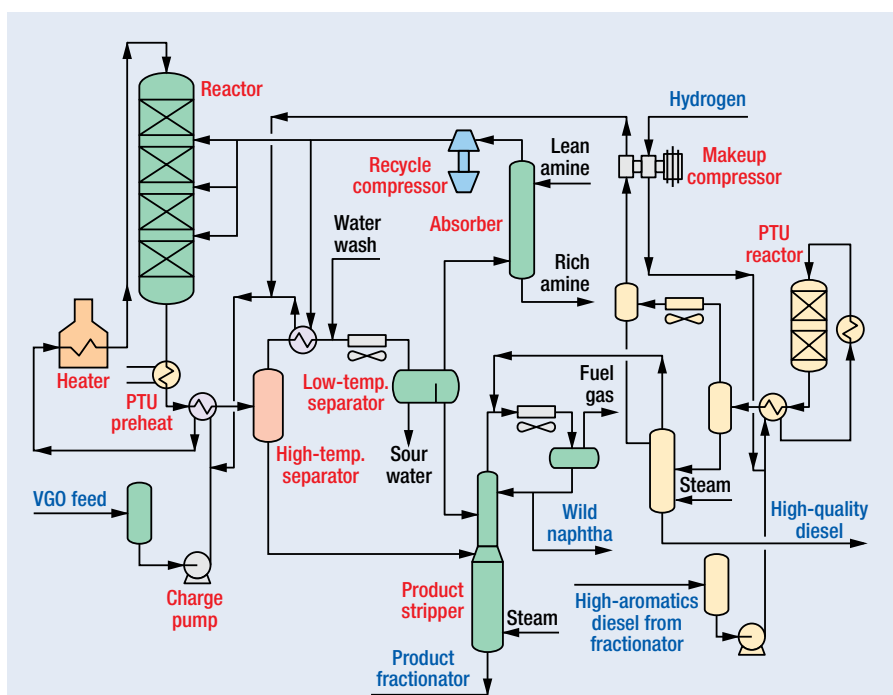 Reactor
Hydrogen
Recycle
compressor
Lean
amine
Makeup
compressor
Water
wash
Absorber
PTU
reactor
Rich
amine
Heater
PTU
preheat
Low-temp.
separator
Fuel
gas
High-temp.
separator
Sour
water
VGO feed
Steam
Wild
naphtha
High-quality
diesel
Charge
pump
Product
stripper
Steam
High-aromatics
diesel from
fractionator
Product
fractionator